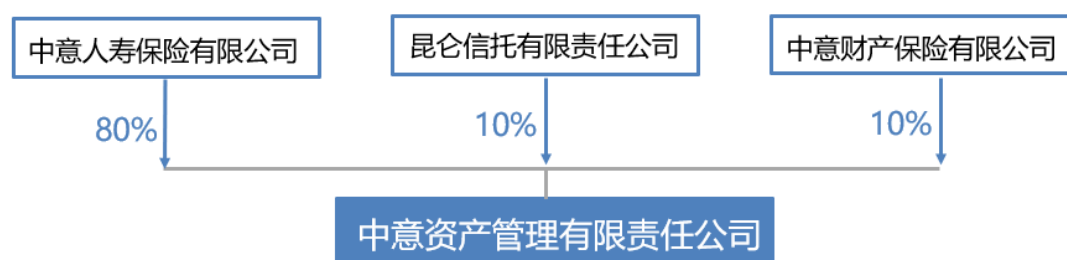 中意人寿保险有限公司
昆仑信托有限责任公司
中意财产保险有限公司
80%
10%
10%
中意资产管理有限责任公司